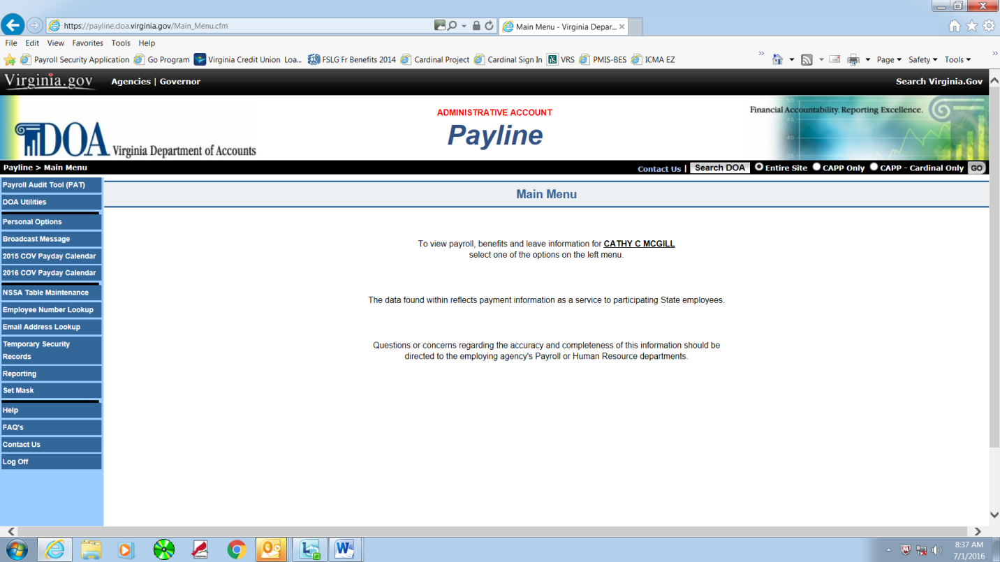 https://payline.doa.virginia.gov/Main_Menu.cfm
Main Menu - Virginia Depar...
File Edit View Favorites Tools Help
Payroll Security Application Go Program Virginia Credit Union Loa... FSLG Fr Benefits 2014 Cardinal Project Cardinal Sign In VRS PMIS-BES ICMA EZ
Page Safety Tools
Virginia.gov Agencies | Governor Search Virginia.Gov
ADMINISTRATIVE ACCOUNT
Payline
Financial Accountability. Reporting Excellence.
DOA Virginia Department of Accounts
Payline > Main Menu Contact Us | Search DOA Entire Site CAPP Only CAPP - Cardinal Only GO
Payroll Audit Tool (PAT)
DOA Utilities
Personal Options
Broadcast Message
2015 COV Payday Calendar
2016 COV Payday Calendar
NSSA Table Maintenance
Employee Number Lookup
Email Address Lookup
Temporary Security
Records
Reporting
Set Mask
Help
FAQ's
Contact Us
Log Off
Main Menu
To view payroll, benefits and leave information for CATHY C MCGILL
select one of the options on the left menu.
The data found within reflects payment information as a service to participating State employees.
Questions or concerns regarding the accuracy and completeness of this information should be
directed to the employing agency's Payroll or Human Resource departments.
8:37 AM
7/1/2016